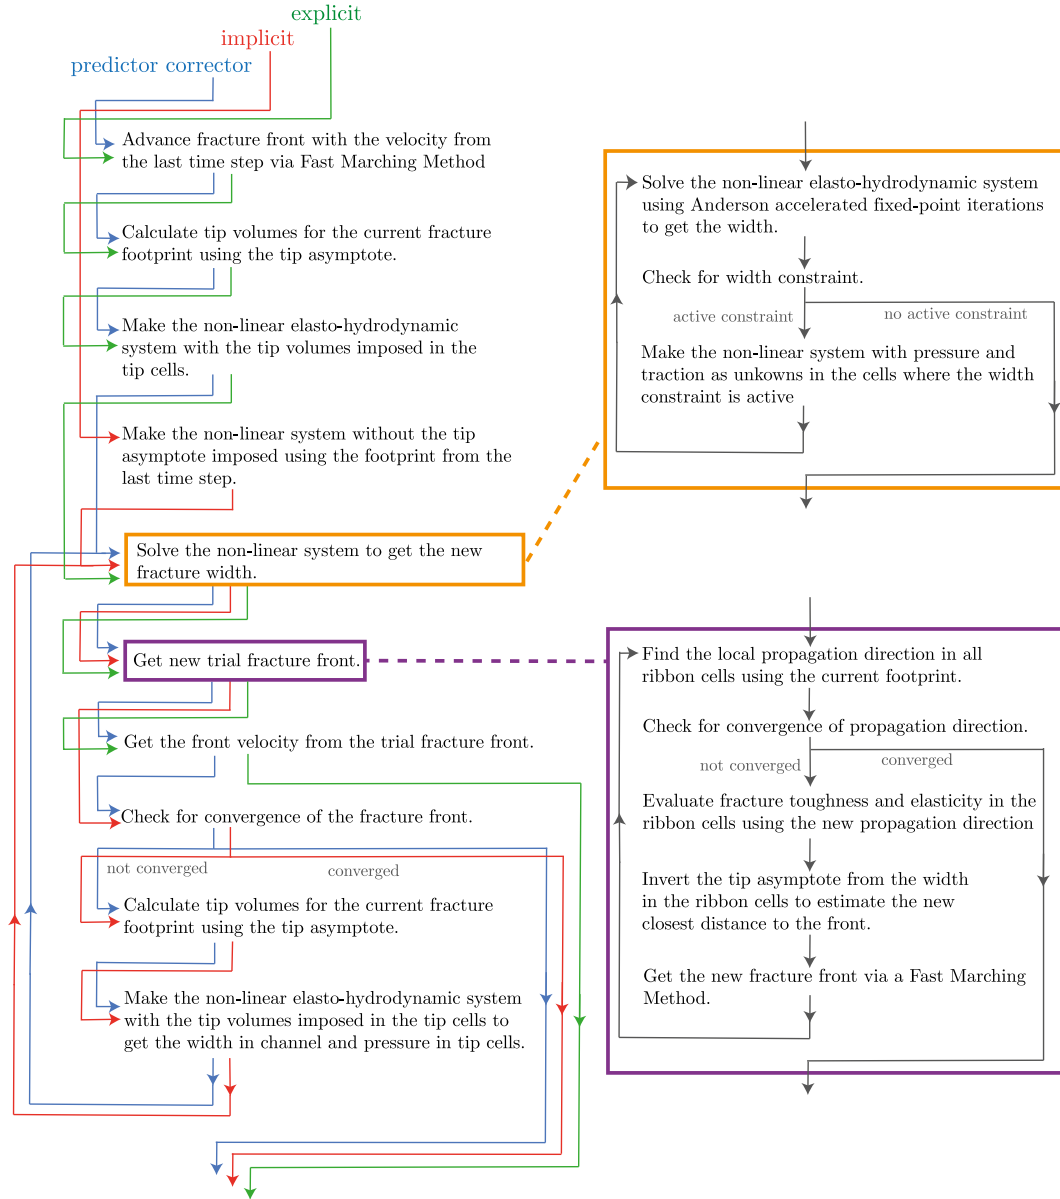 explicit
implicit
predictor corrector
Advance fracture front with the velocity from
the last time step via Fast Marching Method
Calculate tip volumes for the current fracture
footprint using the tip asymptote.
Make the non-linear elasto-hydrodynamic
system with the tip volumes imposed in the
tip cells.
Make the non-linear system without the tip
asymptote imposed using the footprint from the
last time step.
Solve the non-linear system to get the new
fracture width.
Get new trial fracture front.
Get the front velocity from the trial fracture front.
Check for convergence of the fracture front.
not converged
converged
Calculate tip volumes for the current fracture
footprint using the tip asymptote.
Make the non-linear elasto-hydrodynamic system
with the tip volumes imposed in the tip cells to
get the width in channel and pressure in tip cells.
Solve the non-linear elasto-hydrodynamic system
using Anderson accelerated fixed-point iterations
to get the width.
Check for width constraint.
active constraint
no active constraint
Make the non-linear system with pressure and
traction as unkowns in the cells where the width
constraint is active
Find the local propagation direction in all
ribbon cells using the current footprint.
Check for convergence of propagation direction.
not converged
converged
Evaluate fracture toughness and elasticity in the
ribbon cells using the new propagation direction
Invert the tip asymptote from the width
in the ribbon cells to estimate the new
closest distance to the front.
Get the new fracture front via a Fast Marching
Method.